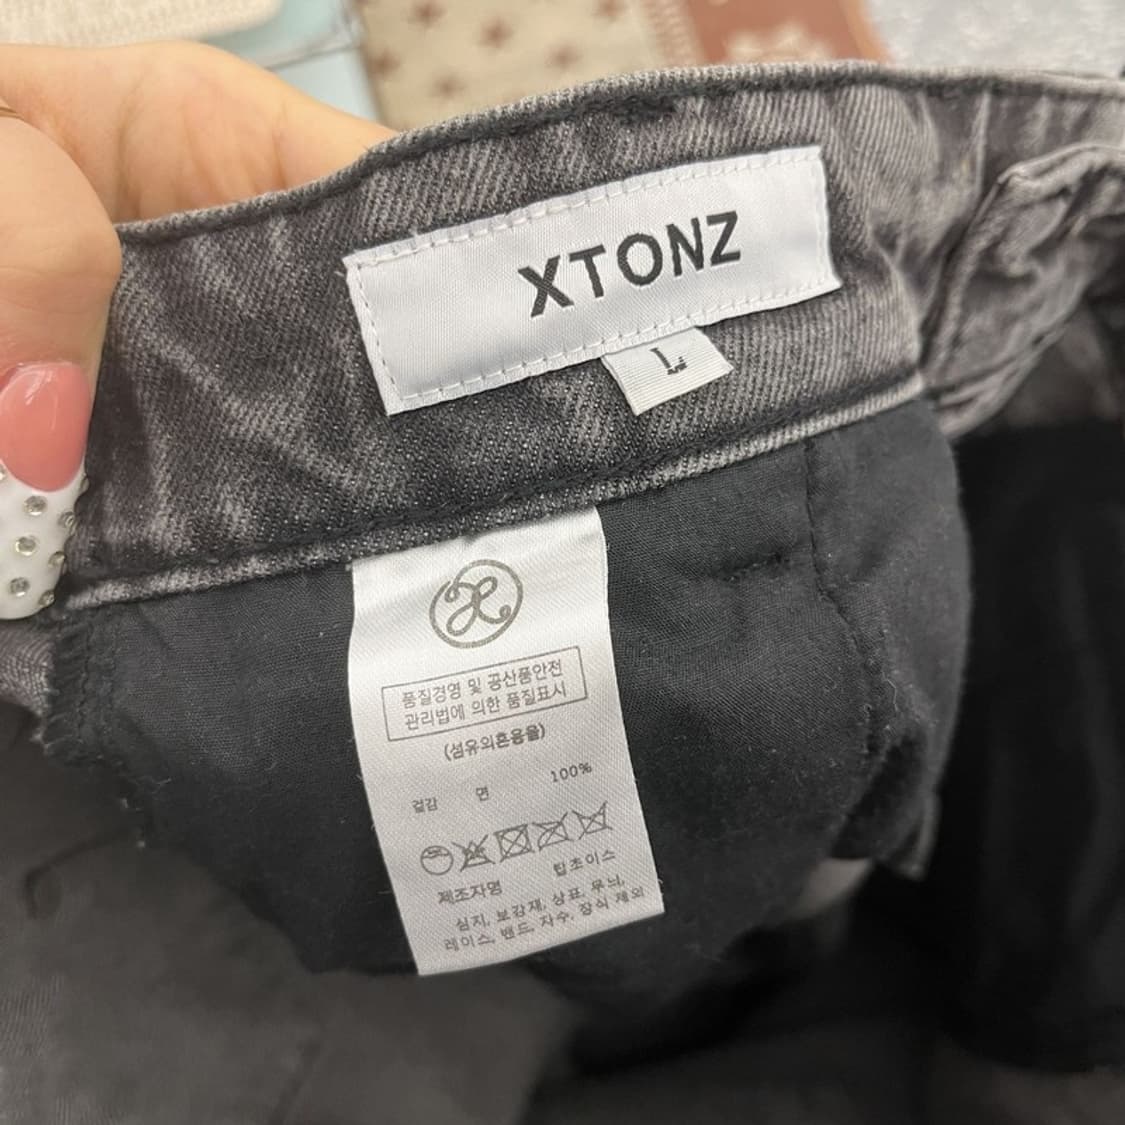 XTONZ
L
품질경영 및 공산품안전
관리법에 의한 품질표시
(섬유의혼용율)
겉감 면 100%
제조자명 팁초이스
심지, 보강재, 상표, 무늬,
레이스, 밴드, 자수, 장식 제외